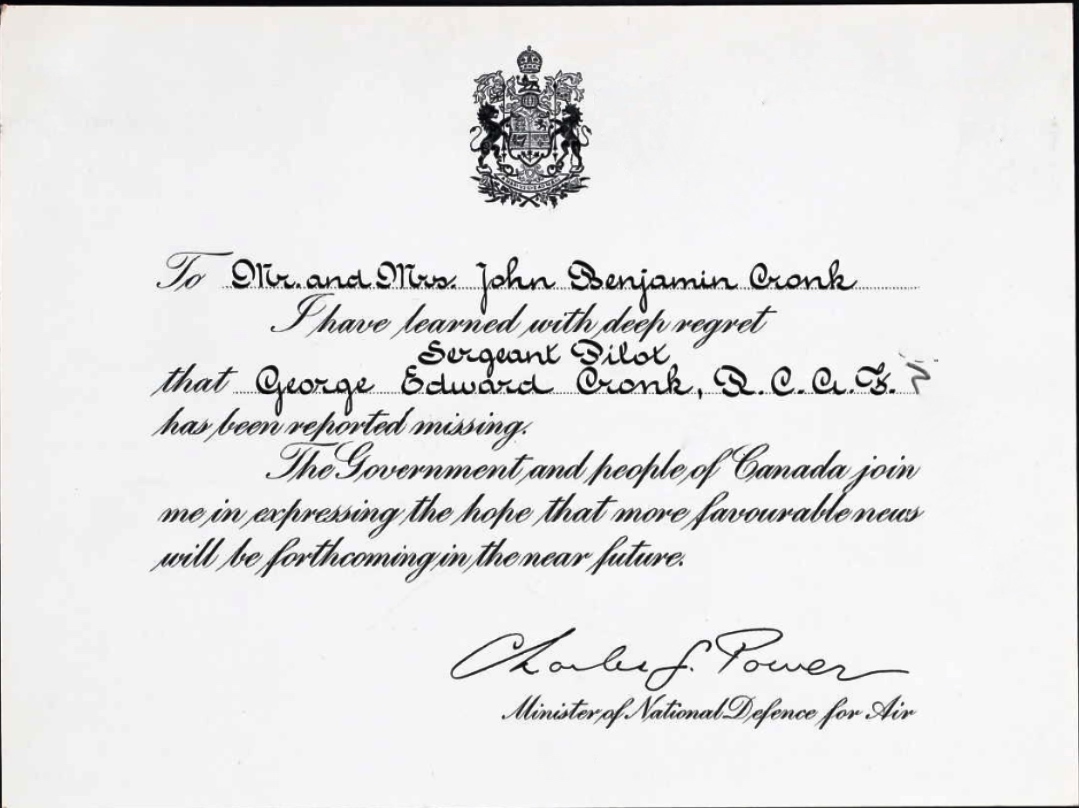 To Mr. and Mrs. John Benjamin Cronk
I have learned with deep regret
Sergeant Pilot
that George Edward Cronk, R.C.A.F.
has been reported missing.
The Government and people of Canada join
me in expressing the hope that more favourable news
will be forthcoming in the near future.
Charles G. Power
Minister of National Defence for Air